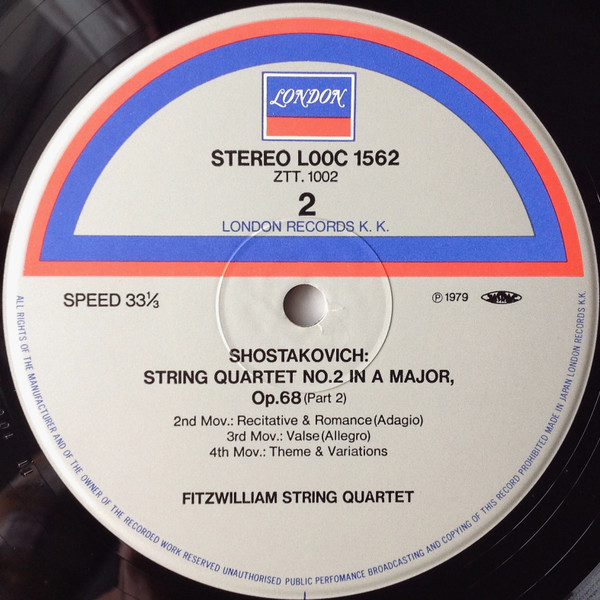 LONDON
STEREO LOOC 1562
ZTT. 1002
2
LONDON RECORDS K. K.
SPEED 33⅓
Ⓟ 1979
SHOSTAKOVICH:
STRING QUARTET NO.2 IN A MAJOR,
Op.68 (Part 2)
2nd Mov.: Recitative & Romance (Adagio)
3rd Mov.: Valse (Allegro)
4th Mov.: Theme & Variations
FITZWILLIAM STRING QUARTET
ALL RIGHTS OF THE MANUFACTURER AND OF THE OWNER OF THE RECORDED WORK RESERVED UNAUTHORISED PUBLIC PERFOMANCE BROADCASTING AND COPYING OF THIS RECORD PROHIBITED MADE IN JAPAN LONDON RECORDS K.K.